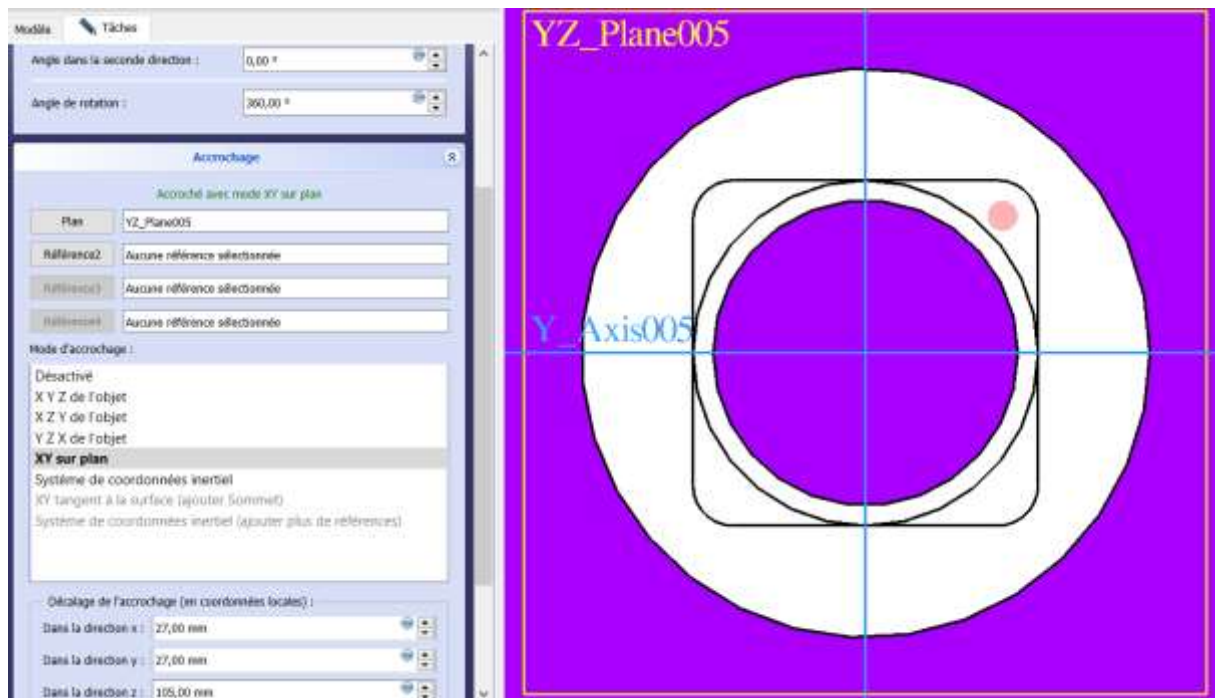 Modèle Tâches
Angle dans la seconde direction : 0,00 °
Angle de rotation : 360,00 °
Accrochage
Accroché avec mode XY sur plan
Plan YZ_Plane005
Référence2 Aucune référence sélectionnée
Référence3 Aucune référence sélectionnée
Référence4 Aucune référence sélectionnée
Mode d'accrochage :
Désactivé
X Y Z de l'objet
X Z Y de l'objet
Y Z X de l'objet
XY sur plan
Système de coordonnées inertiel
XY tangent à la surface (ajouter Sommet)
Système de coordonnées inertiel (ajouter plus de références)
Décalage de l'accrochage (en coordonnées locales) :
Dans la direction x : 27,00 mm
Dans la direction y : 27,00 mm
Dans la direction z : 105,00 mm
YZ_Plane005
Y_Axis005